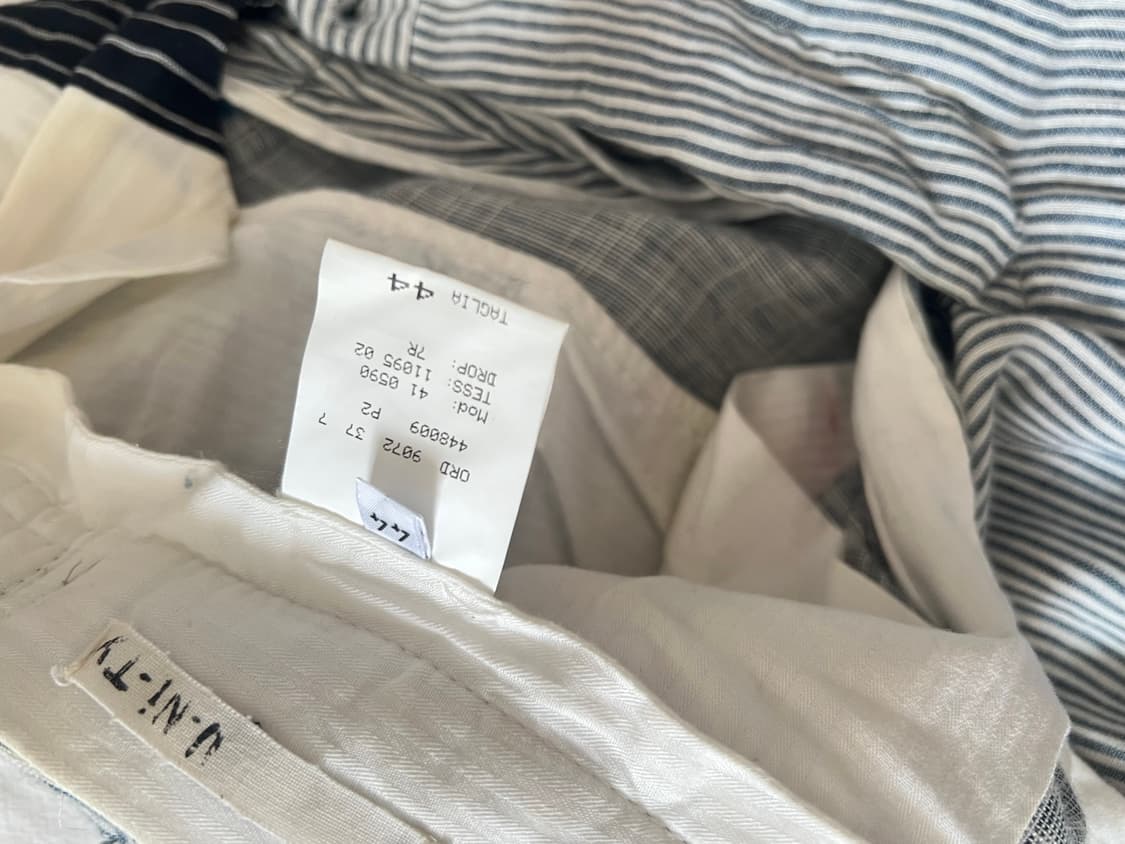 ORD 9072 37 7
448009 P2
Mod: 41 0590
TESS: 11095 02
DROP: 7R
TAGLIA 44
44
U.Ni-TY